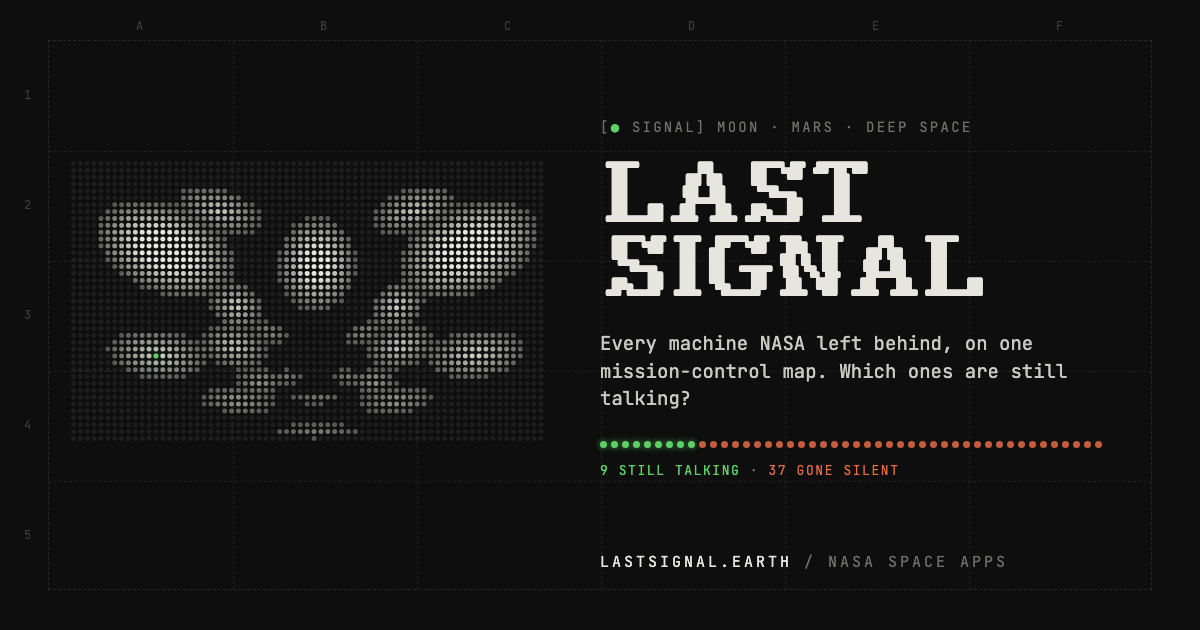 A B C D E F
1
[● SIGNAL] MOON · MARS · DEEP SPACE
LAST
2
SIGNAL
3
Every machine NASA left behind, on one
mission-control map. Which ones are still
talking?
4
9 STILL TALKING · 37 GONE SILENT
5
LASTSIGNAL.EARTH / NASA SPACE APPS